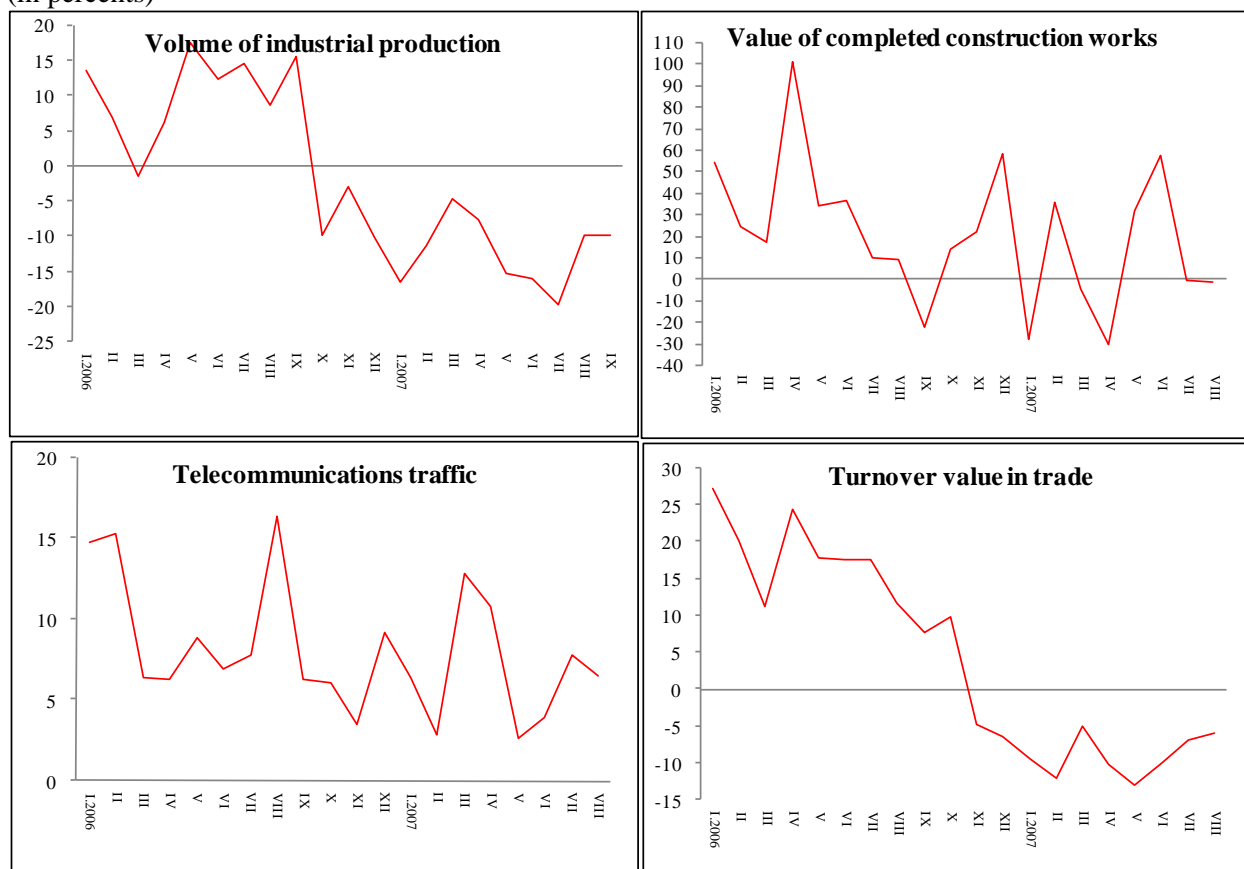 (in percents)
Volume of industrial production
20
15
10
5
0
-5
-10
-15
-20
-25
I.2006
II
III
IV
V
VI
VII
VIII
IX
X
XI
XII
I.2007
II
III
IV
V
VI
VII
VIII
IX
Value of completed construction works
110
100
90
80
70
60
50
40
30
20
10
0
-10
-20
-30
-40
I.2006
II
III
IV
V
VI
VII
VIII
IX
X
XI
XII
I.2007
II
III
IV
V
VI
VII
VIII
Telecommunications traffic
20
15
10
5
0
I.2006
II
III
IV
V
VI
VII
VIII
IX
X
XI
XII
I.2007
II
III
IV
V
VI
VII
VIII
Turnover value in trade
30
25
20
15
10
5
0
-5
-10
-15
I.2006
II
III
IV
V
VI
VII
VIII
IX
X
XI
XII
I.2007
II
III
IV
V
VI
VII
VIII